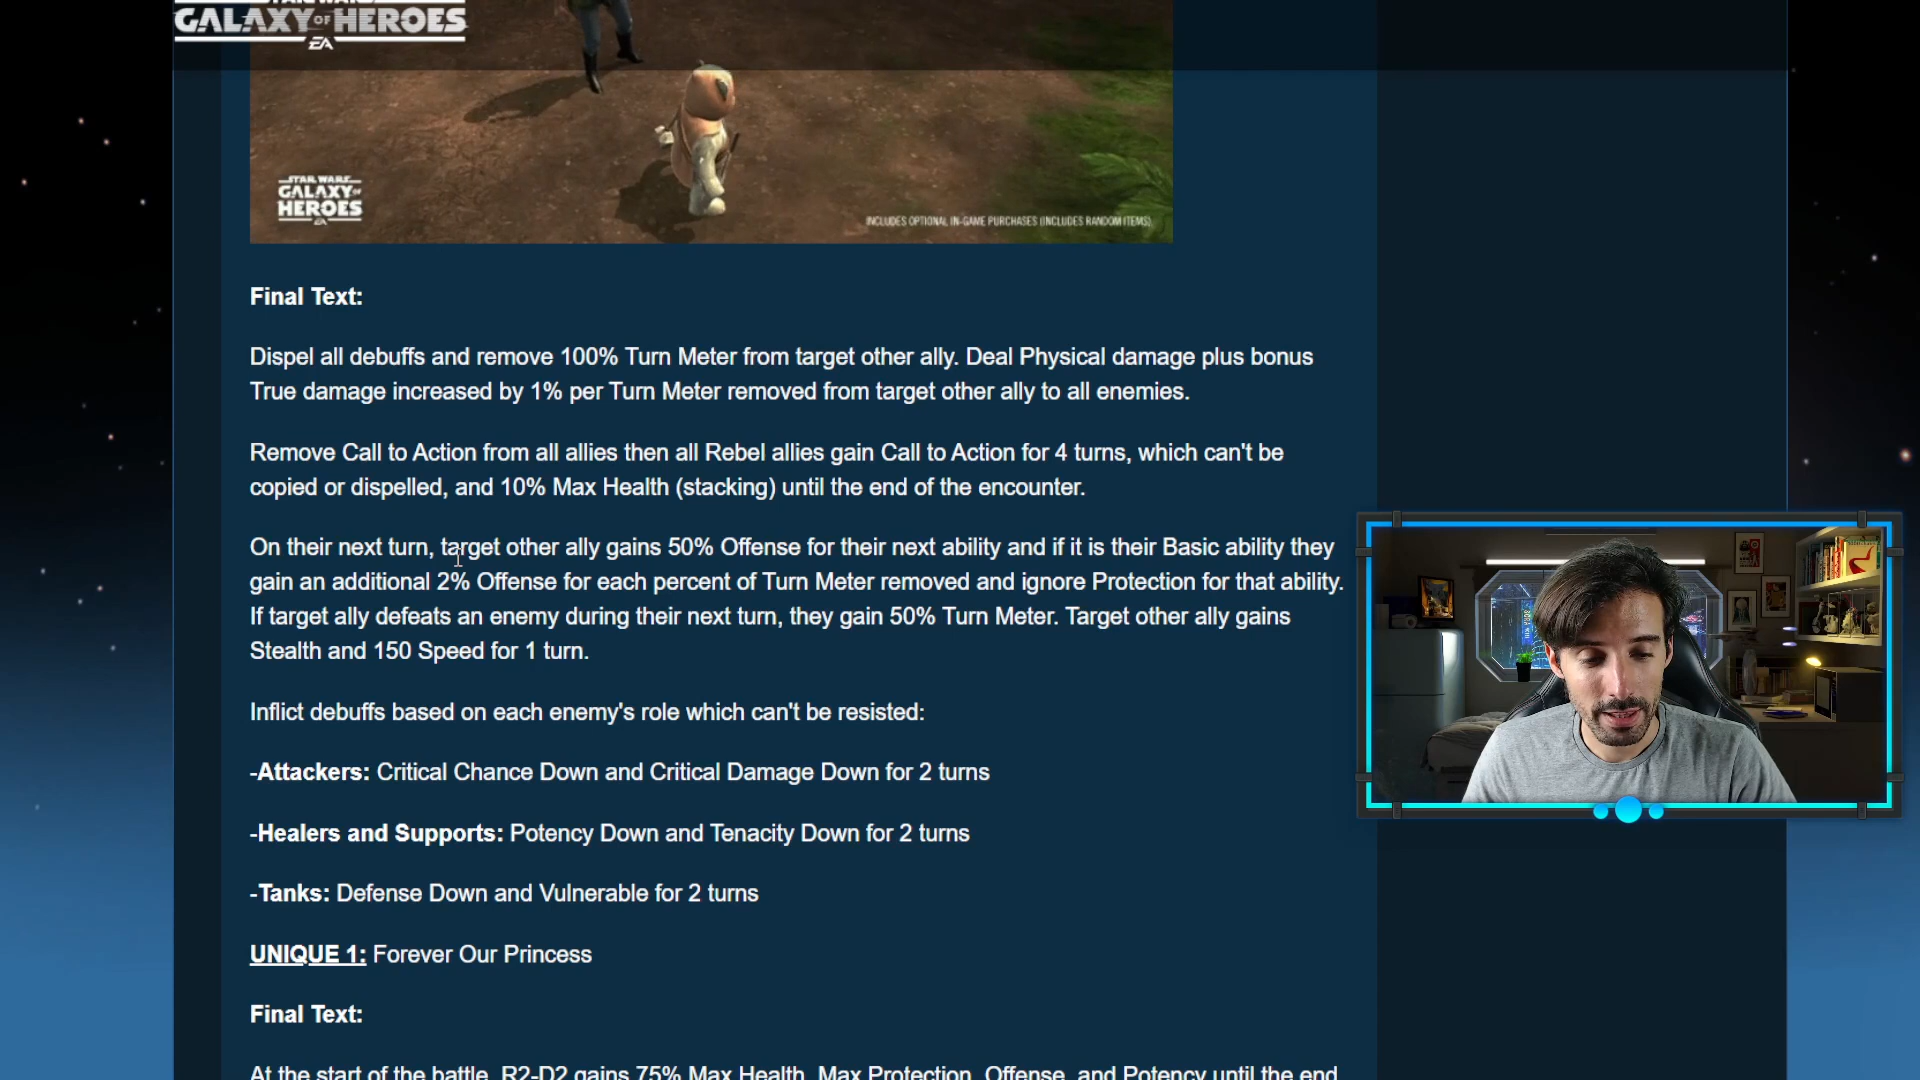 GALAXY OF HEROES
EA
STAR WARS
GALAXY OF
HEROES
EA
INCLUDES OPTIONAL IN-GAME PURCHASES (INCLUDES RANDOM ITEMS).
Final Text:
Dispel all debuffs and remove 100% Turn Meter from target other ally. Deal Physical damage plus bonus
True damage increased by 1% per Turn Meter removed from target other ally to all enemies.
Remove Call to Action from all allies then all Rebel allies gain Call to Action for 4 turns, which can't be
copied or dispelled, and 10% Max Health (stacking) until the end of the encounter.
On their next turn, target other ally gains 50% Offense for their next ability and if it is their Basic ability they
gain an additional 2% Offense for each percent of Turn Meter removed and ignore Protection for that ability.
If target ally defeats an enemy during their next turn, they gain 50% Turn Meter. Target other ally gains
Stealth and 150 Speed for 1 turn.
Inflict debuffs based on each enemy's role which can't be resisted:
-Attackers: Critical Chance Down and Critical Damage Down for 2 turns
-Healers and Supports: Potency Down and Tenacity Down for 2 turns
-Tanks: Defense Down and Vulnerable for 2 turns
UNIQUE 1: Forever Our Princess
Final Text:
At the start of the battle, R2-D2 gains 75% Max Health, Max Protection, Offense, and Potency until the end